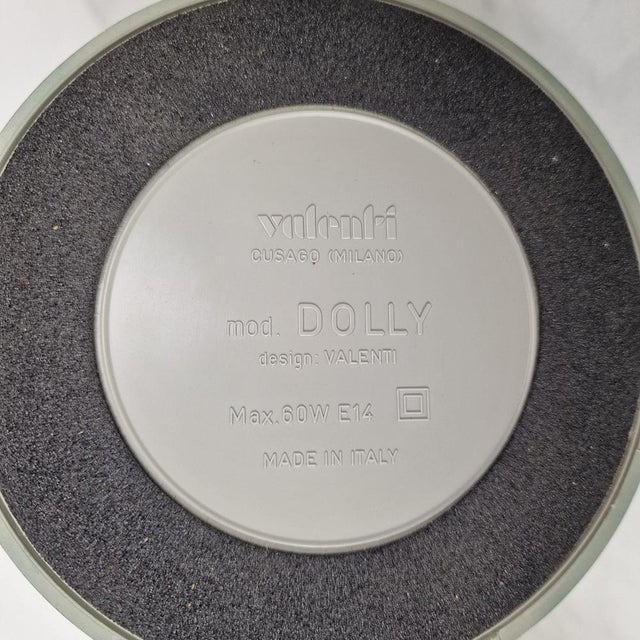 valenti
CUSAGO (MILANO)
mod. DOLLY
design: VALENTI
Max. 60W E14
MADE IN ITALY